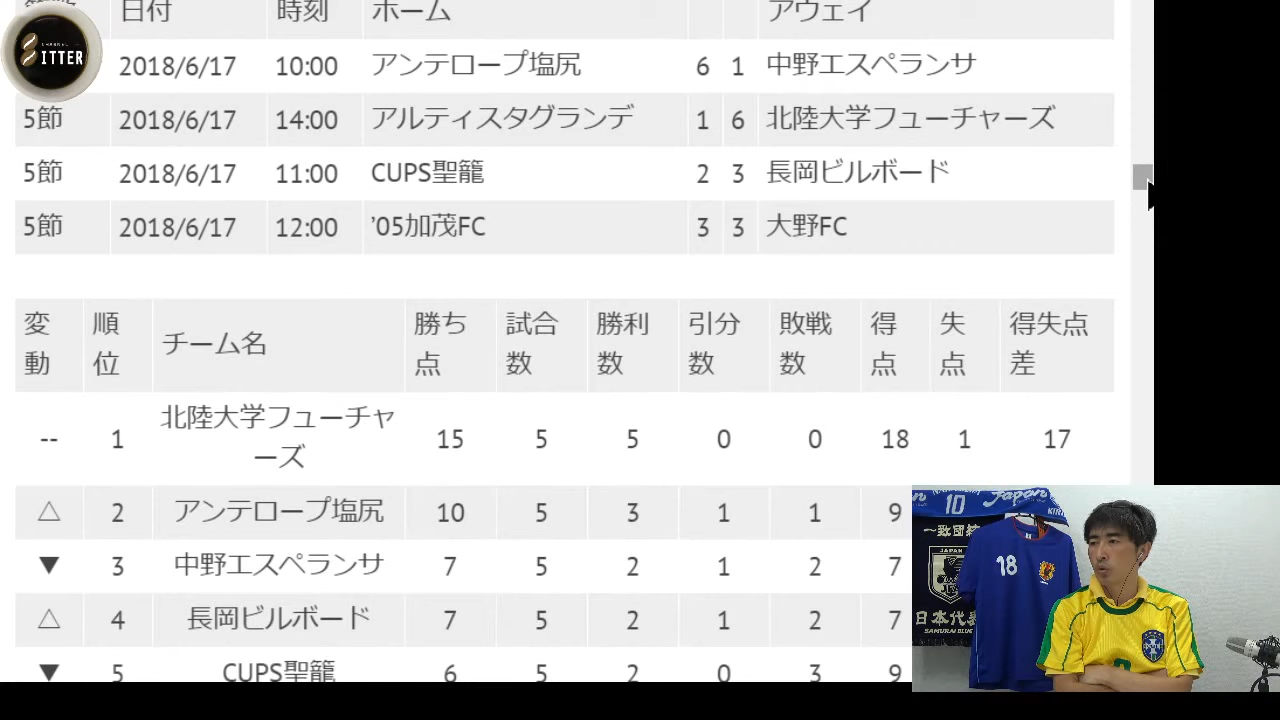 日付 時刻 ホーム アウェイ
ITTER
2018/6/17 10:00 アンテロープ塩尻 6 1 中野エスペランサ
5節 2018/6/17 14:00 アルティスタグランデ 1 6 北陸大学フューチャーズ
5節 2018/6/17 11:00 CUPS聖籠 2 3 長岡ビルボード
5節 2018/6/17 12:00 '05加茂FC 3 3 大野FC
変動 順位 チーム名 勝ち点 試合数 勝利数 引分数 敗戦数 得点 失点 得失点差
-- 1 北陸大学フューチャーズ 15 5 5 0 0 18 1 17
△ 2 アンテロープ塩尻 10 5 3 1 1 9
▼ 3 中野エスペランサ 7 5 2 1 2 7
△ 4 長岡ビルボード 7 5 2 1 2 7
▼ 5 CUPS聖籠 6 5 2 0 3 9
10 Japan
一致団結
JAPAN
18
日本代表
SAMURAI BLUE